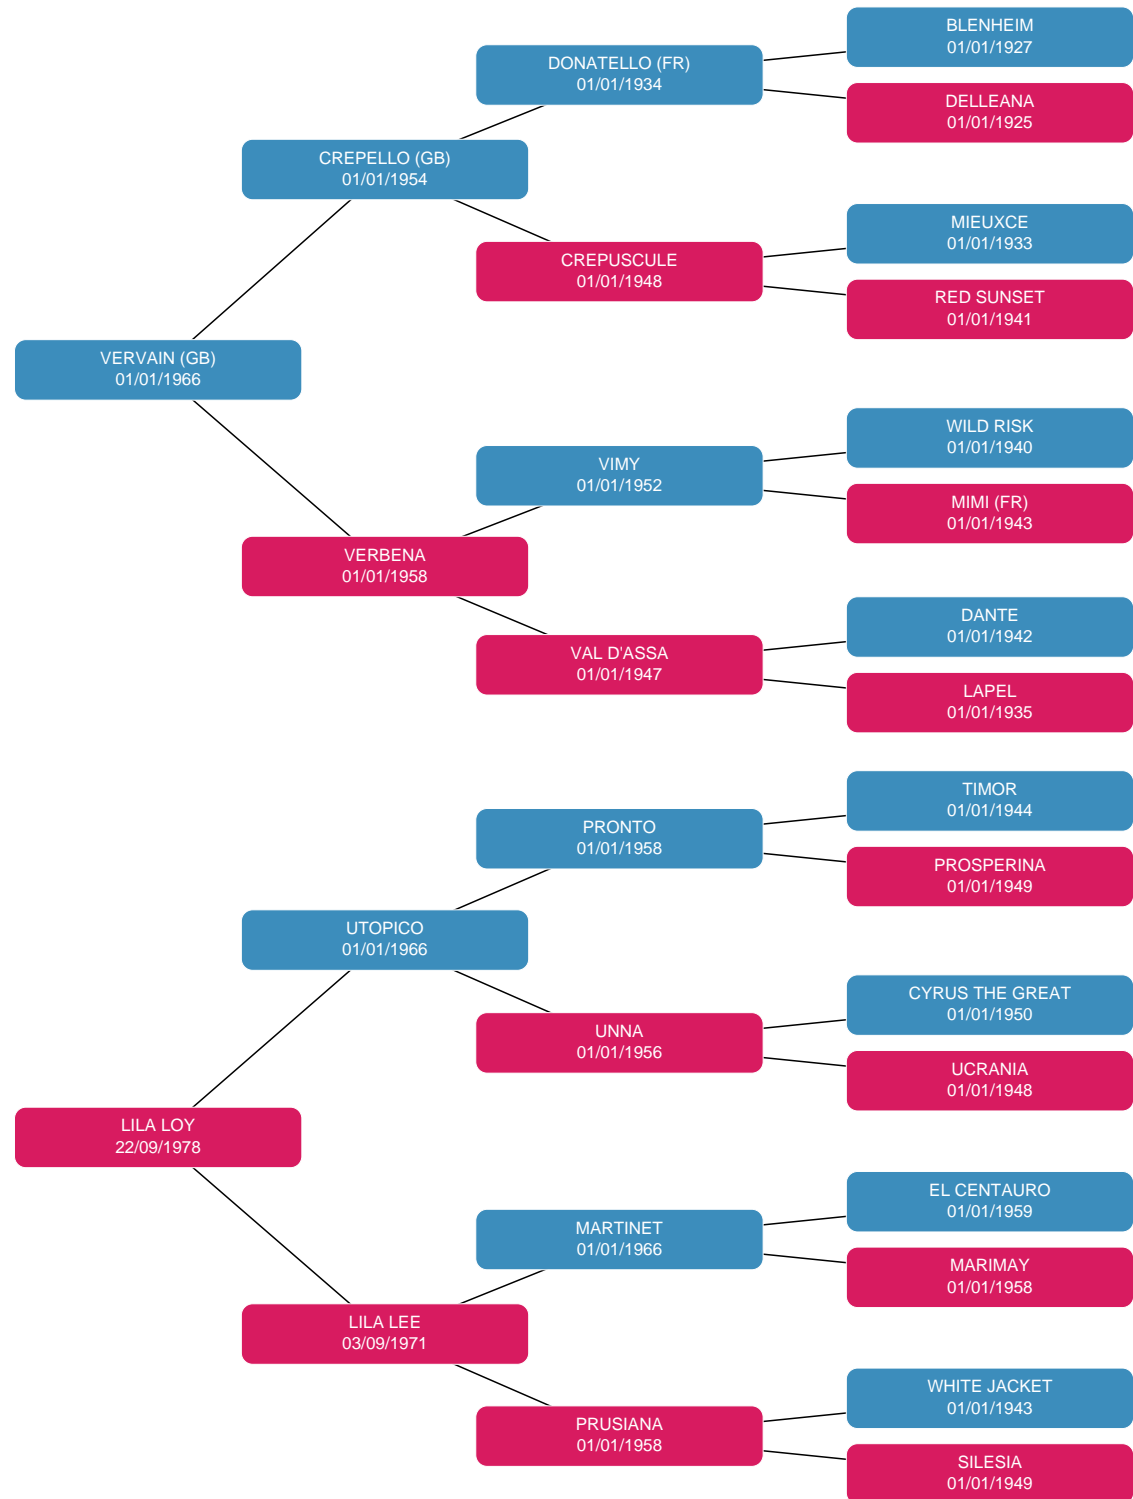 BLENHEIM
01/01/1927
DONATELLO (FR)
01/01/1934
DELLEANA
01/01/1925
CREPELLO (GB)
01/01/1954
MIEUXCE
01/01/1933
CREPUSCULE
01/01/1948
RED SUNSET
01/01/1941
VERVAIN (GB)
01/01/1966
WILD RISK
01/01/1940
VIMY
01/01/1952
MIMI (FR)
01/01/1943
VERBENA
01/01/1958
DANTE
01/01/1942
VAL D'ASSA
01/01/1947
LAPEL
01/01/1935
TIMOR
01/01/1944
PRONTO
01/01/1958
PROSPERINA
01/01/1949
UTOPICO
01/01/1966
CYRUS THE GREAT
01/01/1950
UNNA
01/01/1956
UCRANIA
01/01/1948
LILA LOY
22/09/1978
EL CENTAURO
01/01/1959
MARTINET
01/01/1966
MARIMAY
01/01/1958
LILA LEE
03/09/1971
WHITE JACKET
01/01/1943
PRUSIANA
01/01/1958
SILESIA
01/01/1949